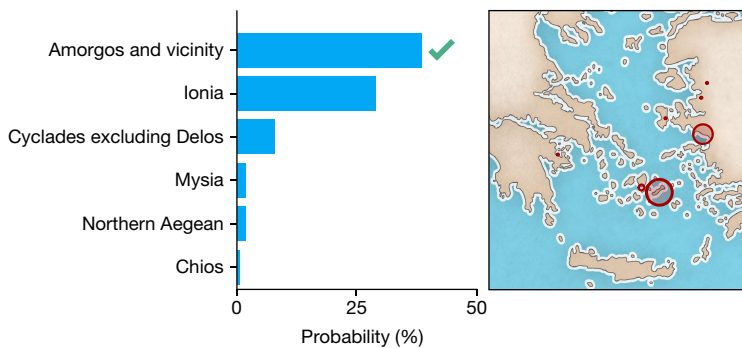 Amorgos and vicinity
Ionia
Cyclades excluding Delos
Mysia
Northern Aegean
Chios
0 25 50
Probability (%)